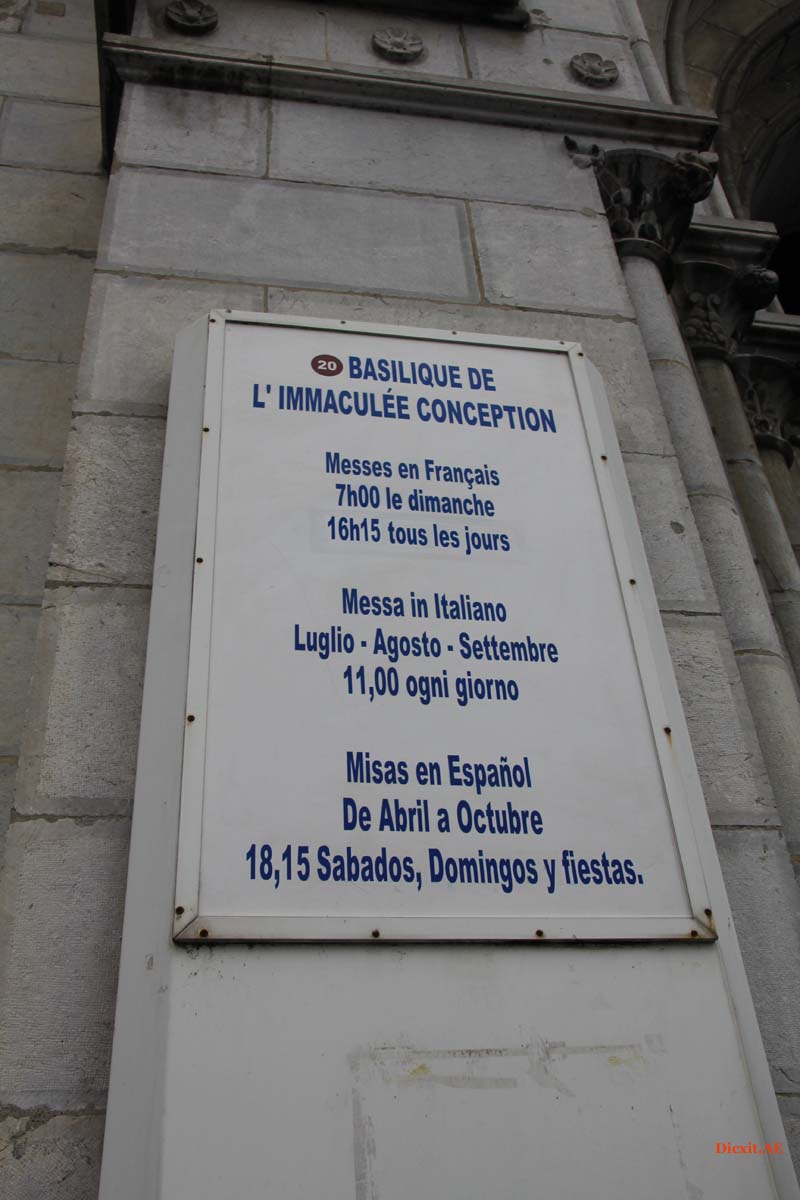 20 BASILIQUE DE
L' IMMACULÉE CONCEPTION
Messes en Français
7h00 le dimanche
16h15 tous les jours
Messa in Italiano
Luglio - Agosto - Settembre
11,00 ogni giorno
Misas en Español
De Abril a Octubre
18,15 Sabados, Domingos y fiestas.
Diexit.AE